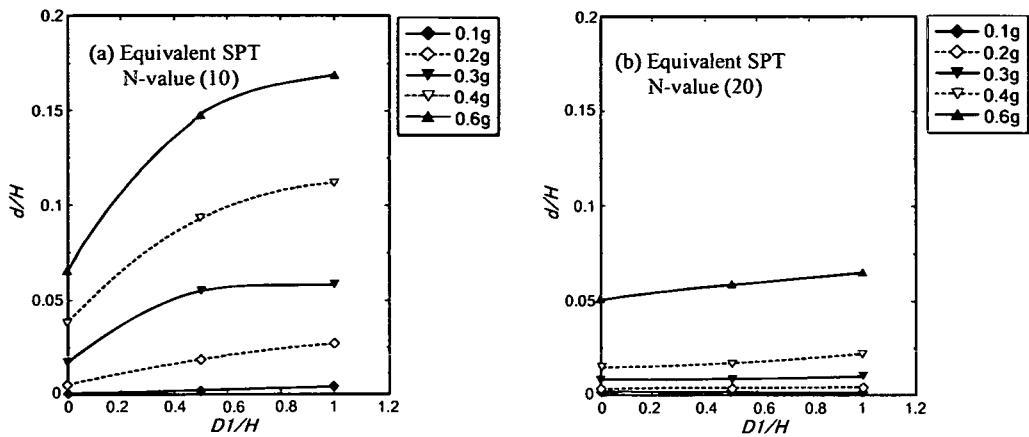 (a) Equivalent SPT
N-value (10)
0.2
0.15
0.1
0.05
0
d/H
0
0.2
0.4
0.6
0.8
1
1.2
D1/H
0.1g
0.2g
0.3g
0.4g
0.6g
(b) Equivalent SPT
N-value (20)
0.2
0.15
0.1
0.05
0
d/H
0
0.2
0.4
0.6
0.8
1
1.2
D1/H
0.1g
0.2g
0.3g
0.4g
0.6g